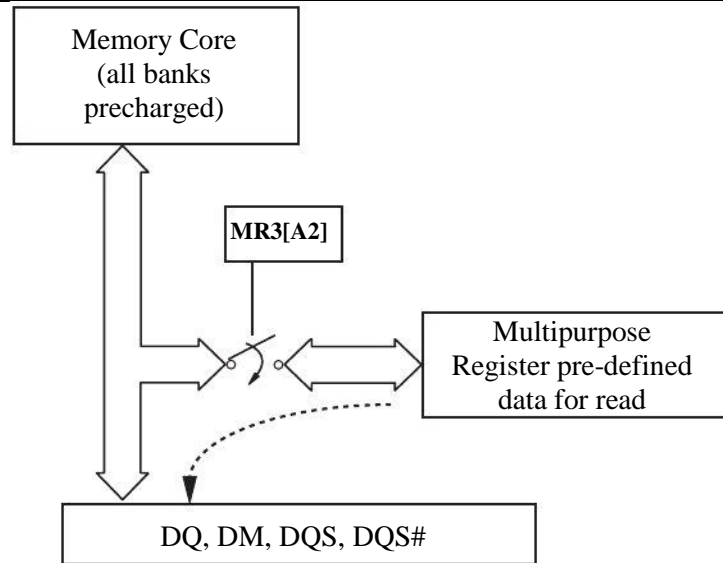 Memory Core
(all banks
precharged)
MR3[A2]
Multipurpose
Register pre-defined
data for read
DQ, DM, DQS, DQS#